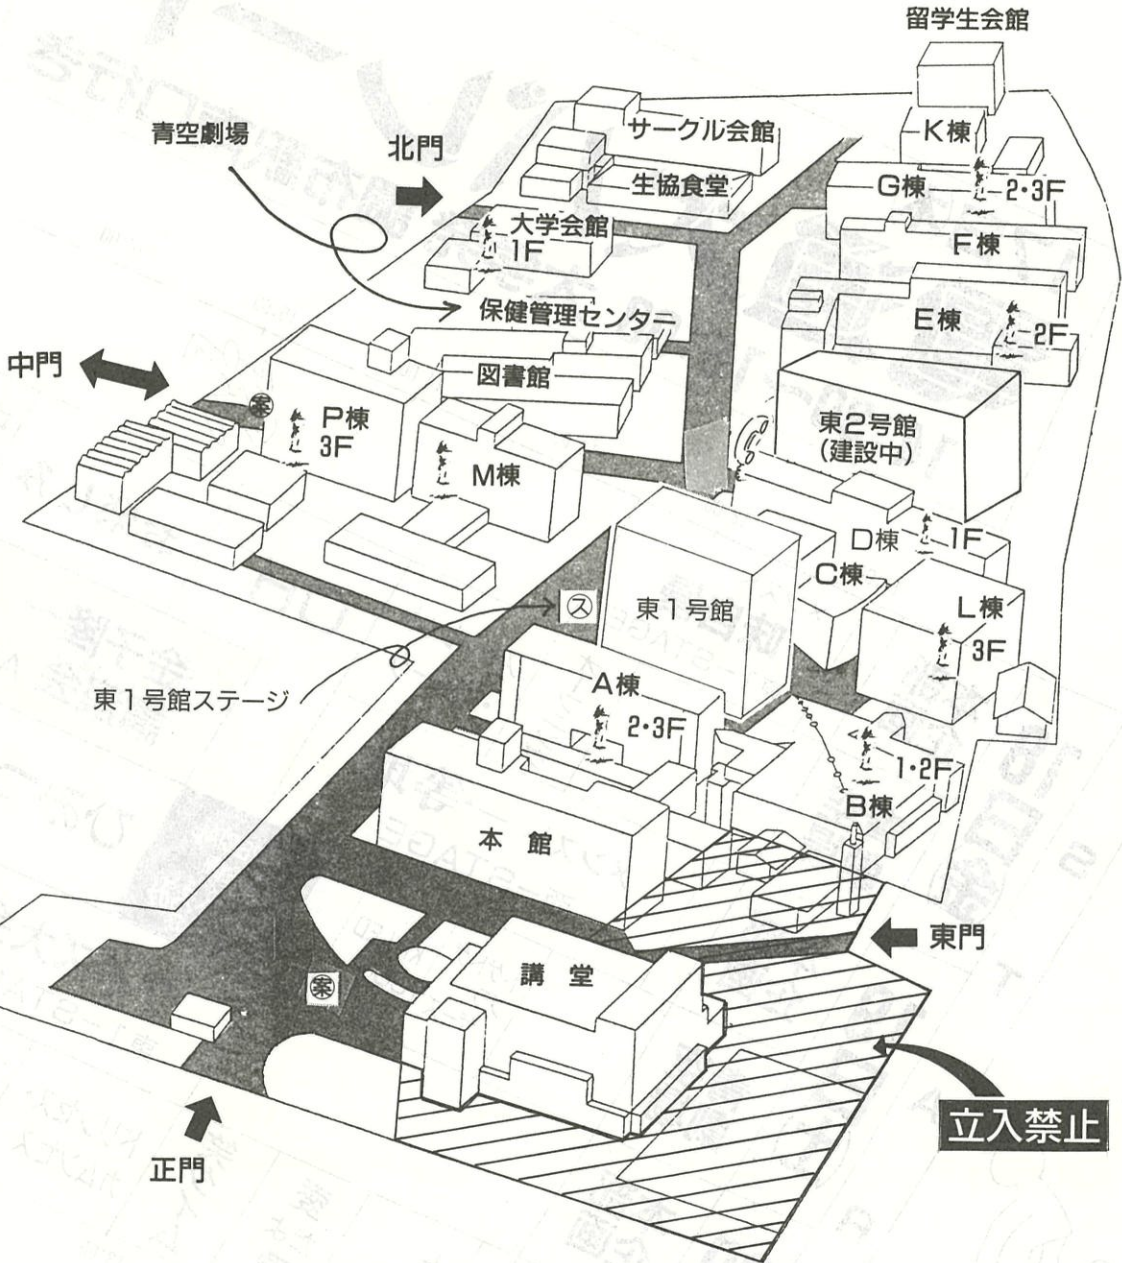 留学生会館
青空劇場
北門
サークル会館
K棟
生協食堂
G棟
2・3F
大学会館
1F
F棟
保健管理センター
E棟
2F
中門
図書館
案
P棟
3F
M棟
東2号館
(建設中)
D棟
1F
C棟
ス
東1号館
L棟
3F
東1号館ステージ
A棟
2・3F
1・2F
B棟
本館
東門
講堂
案
立入禁止
正門